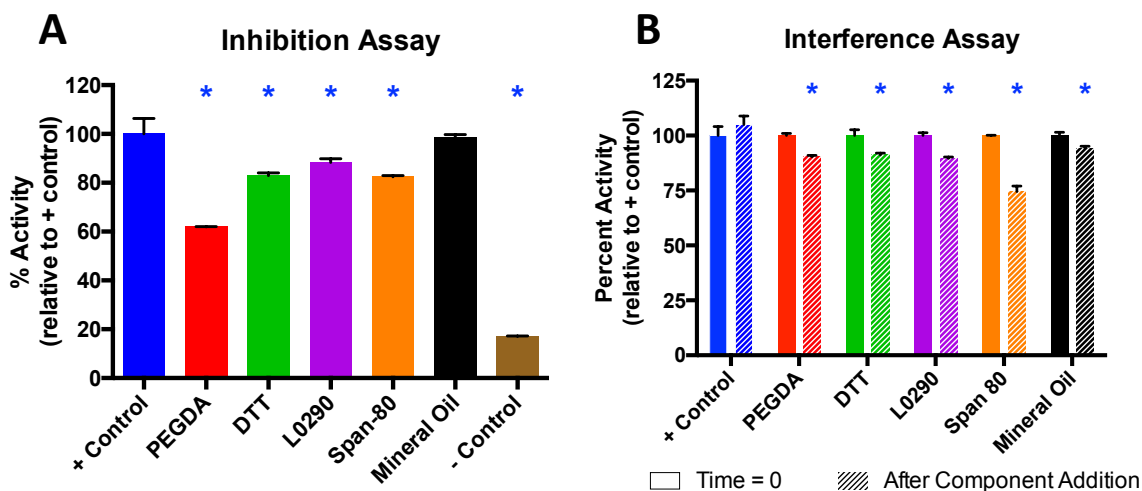 A
Inhibition Assay
% Activity
(relative to + control)
120
100
80
60
40
20
0
* * * * *
+ Control
PEGDA
DTT
L0290
Span-80
Mineral Oil
- Control
B
Interference Assay
Percent Activity
(relative to + control)
125
100
75
50
25
0
* * * * *
+ Control
PEGDA
DTT
L0290
Span 80
Mineral Oil
Time = 0
After Component Addition